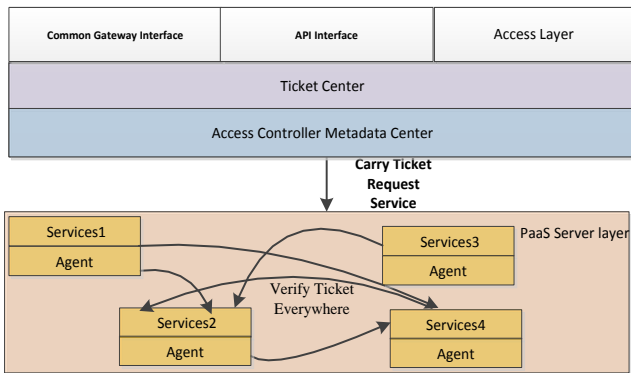 Common Gateway Interface
API Interface
Access Layer
Ticket Center
Access Controller Metadata Center
Carry Ticket
Request
Service
PaaS Server layer
Services1
Agent
Services3
Agent
Verify Ticket
Everywhere
Services2
Agent
Services4
Agent